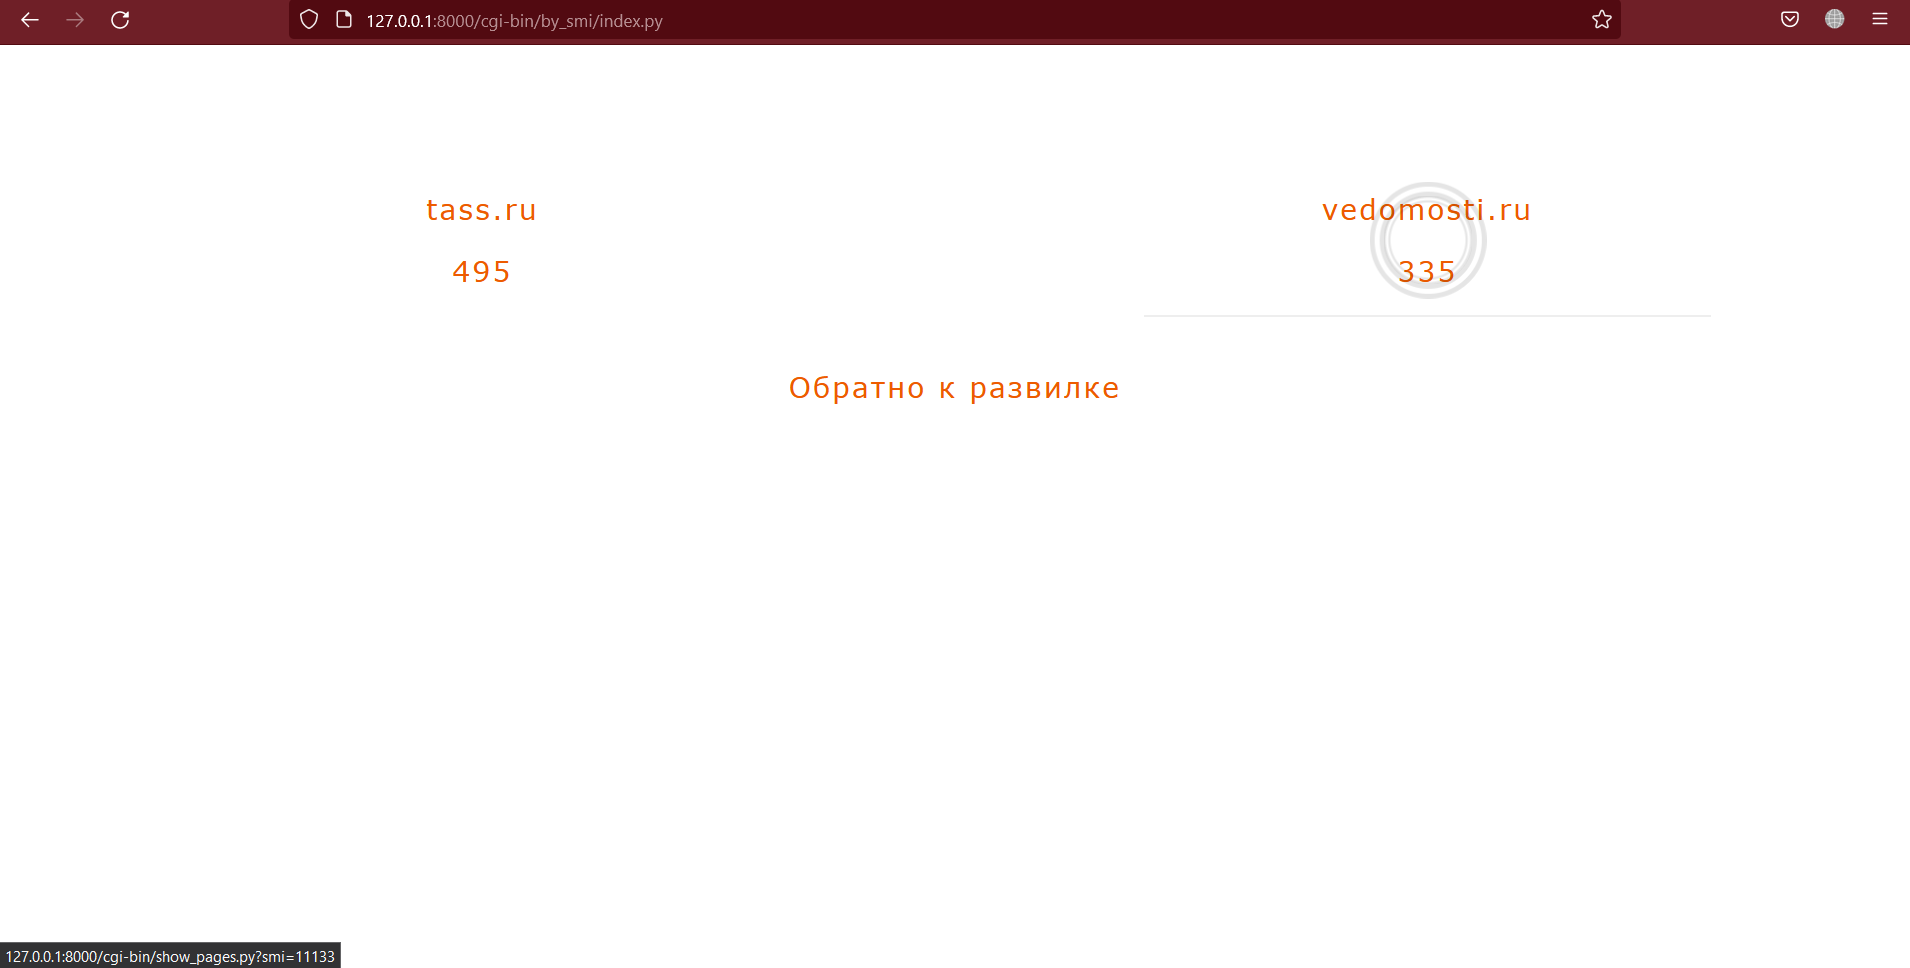 127.0.0.1:8000/cgi-bin/by_smi/index.py
tass.ru
vedomosti.ru
495
335
Обратно к развилке
127.0.0.1:8000/cgi-bin/show_pages.py?smi=11133